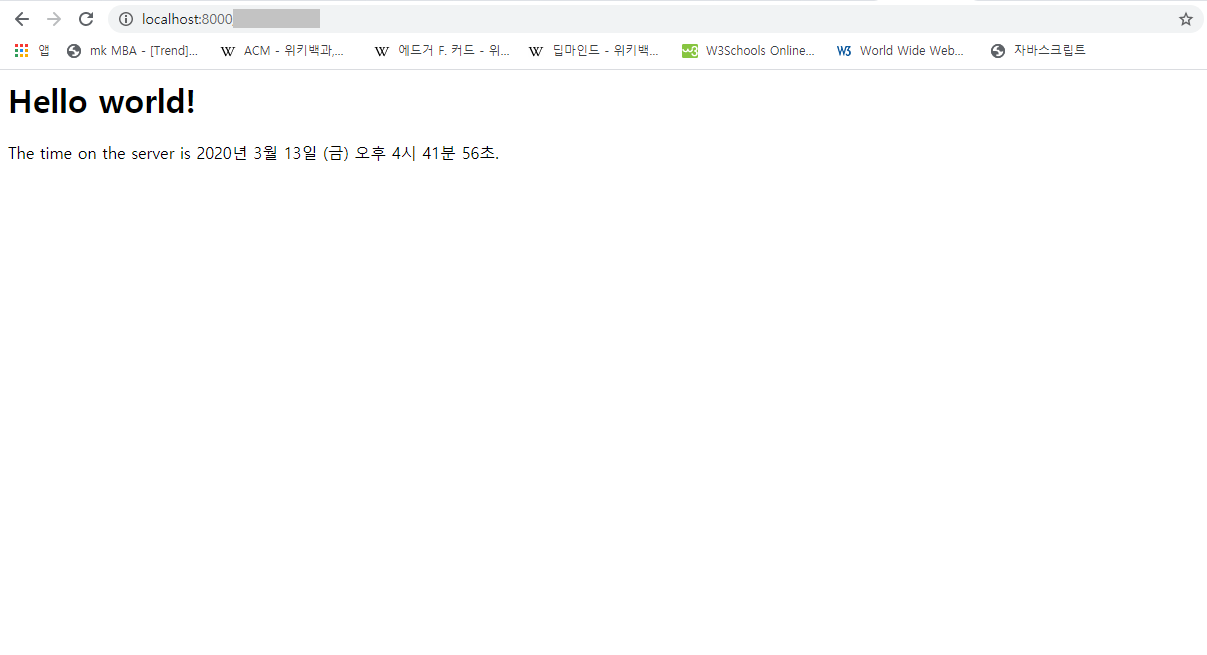 localhost:8000
앱 mk MBA - [Trend]... ACM - 위키백과,... 에드거 F. 커드 - 위... 딥마인드 - 위키백... W3Schools Online... World Wide Web... 자바스크립트
Hello world!
The time on the server is 2020년 3월 13일 (금) 오후 4시 41분 56초.